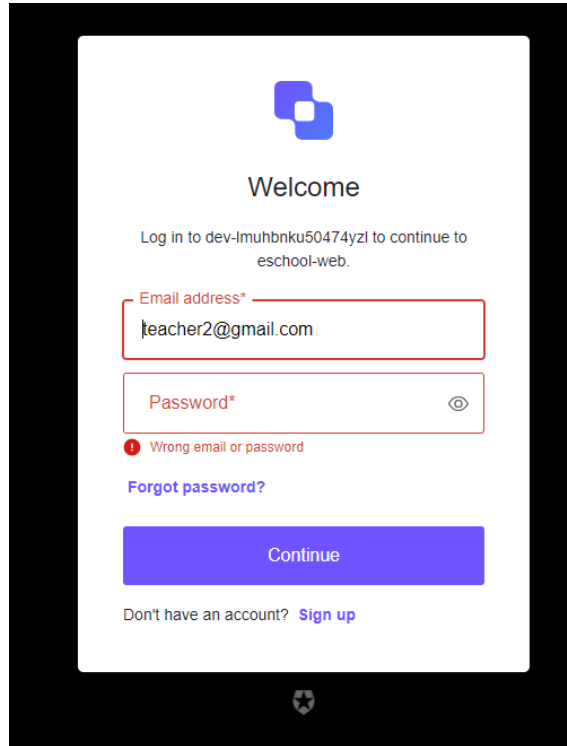 Welcome
Log in to dev-lmuhbnku50474yzl to continue to
eschool-web.
Email address*
teacher2@gmail.com
Password*
Wrong email or password
Forgot password?
Continue
Don't have an account? Sign up